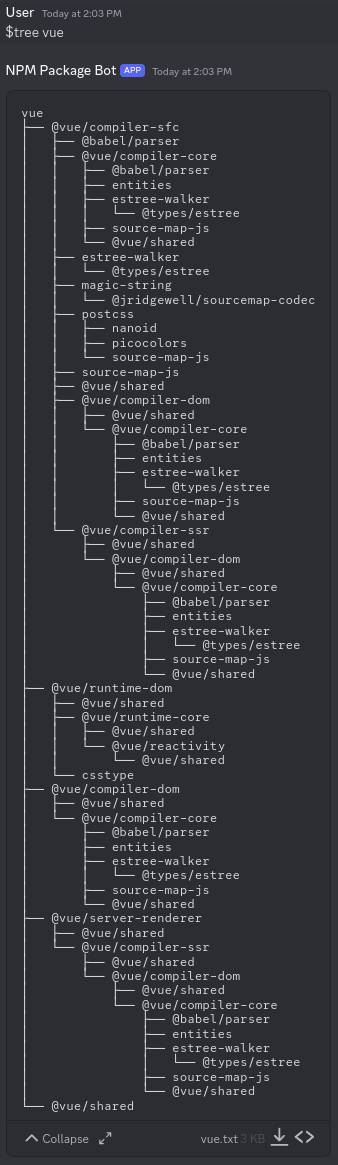 User Today at 2:03 PM
$tree vue
NPM Package Bot APP Today at 2:03 PM
vue
├── @vue/compiler-sfc
│   ├── @babel/parser
│   ├── @vue/compiler-core
│   │   ├── @babel/parser
│   │   ├── entities
│   │   ├── estree-walker
│   │   │   └── @types/estree
│   │   ├── source-map-js
│   │   └── @vue/shared
│   ├── estree-walker
│   │   └── @types/estree
│   ├── magic-string
│   │   └── @jridgewell/sourcemap-codec
│   ├── postcss
│   │   ├── nanoid
│   │   ├── picocolors
│   │   └── source-map-js
│   ├── source-map-js
│   ├── @vue/shared
│   ├── @vue/compiler-dom
│   │   ├── @vue/shared
│   │   └── @vue/compiler-core
│   │       ├── @babel/parser
│   │       ├── entities
│   │       ├── estree-walker
│   │       │   └── @types/estree
│   │       ├── source-map-js
│   │       └── @vue/shared
│   └── @vue/compiler-ssr
│       ├── @vue/shared
│       └── @vue/compiler-dom
│           ├── @vue/shared
│           └── @vue/compiler-core
│               ├── @babel/parser
│               ├── entities
│               ├── estree-walker
│               │   └── @types/estree
│               ├── source-map-js
│               └── @vue/shared
├── @vue/runtime-dom
│   ├── @vue/shared
│   ├── @vue/runtime-core
│   │   ├── @vue/shared
│   │   └── @vue/reactivity
│   │       └── @vue/shared
│   └── csstype
├── @vue/compiler-dom
│   ├── @vue/shared
│   └── @vue/compiler-core
│       ├── @babel/parser
│       ├── entities
│       ├── estree-walker
│       │   └── @types/estree
│       ├── source-map-js
│       └── @vue/shared
├── @vue/server-renderer
│   ├── @vue/shared
│   └── @vue/compiler-ssr
│       ├── @vue/shared
│       └── @vue/compiler-dom
│           ├── @vue/shared
│           └── @vue/compiler-core
│               ├── @babel/parser
│               ├── entities
│               ├── estree-walker
│               │   └── @types/estree
│               ├── source-map-js
│               └── @vue/shared
└── @vue/shared
Collapse vue.txt 3 KB